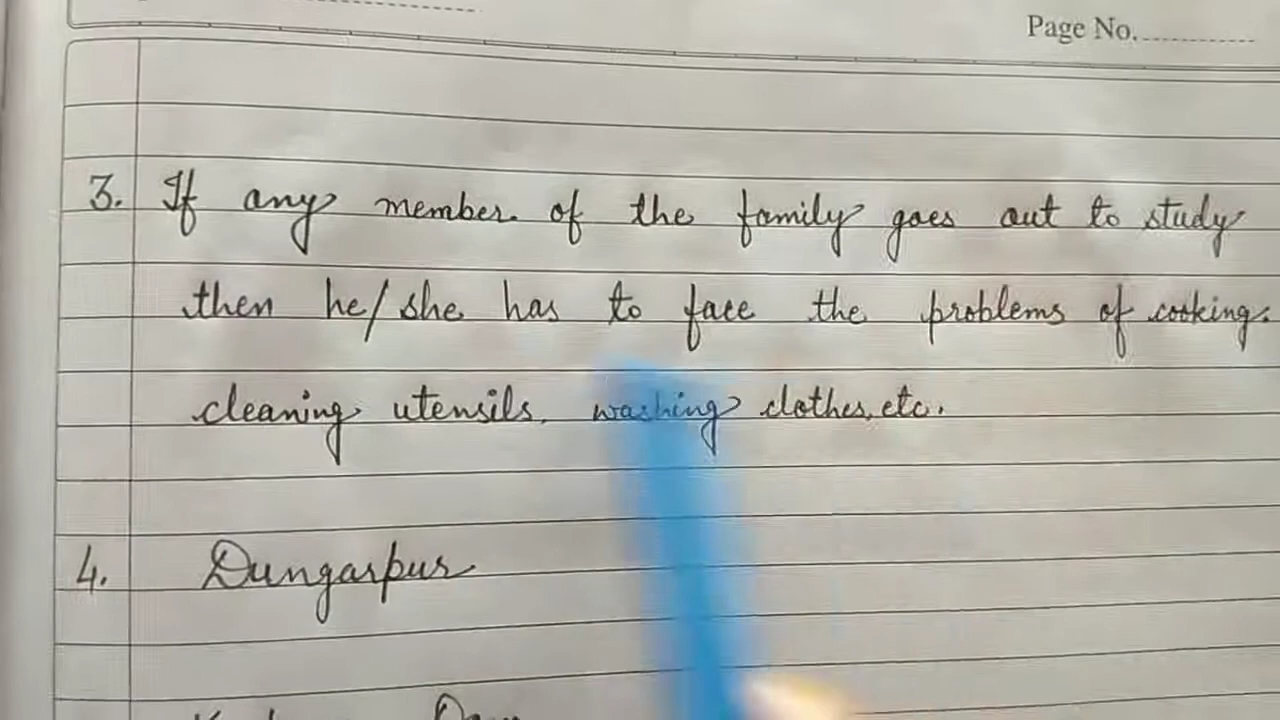 Page No.
3. If any member of the family goes out to study
then he/she has to face the problems of cooking,
cleaning utensils, washing clothes, etc.
4. Dungarpur